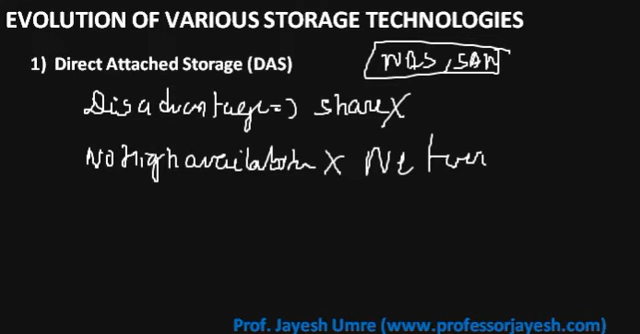 EVOLUTION OF VARIOUS STORAGE TECHNOLOGIES
1) Direct Attached Storage (DAS) NAS, SAN
Disadvantage=) share X
No High X
Prof. Jayesh Umre (www.professorjayesh.com)